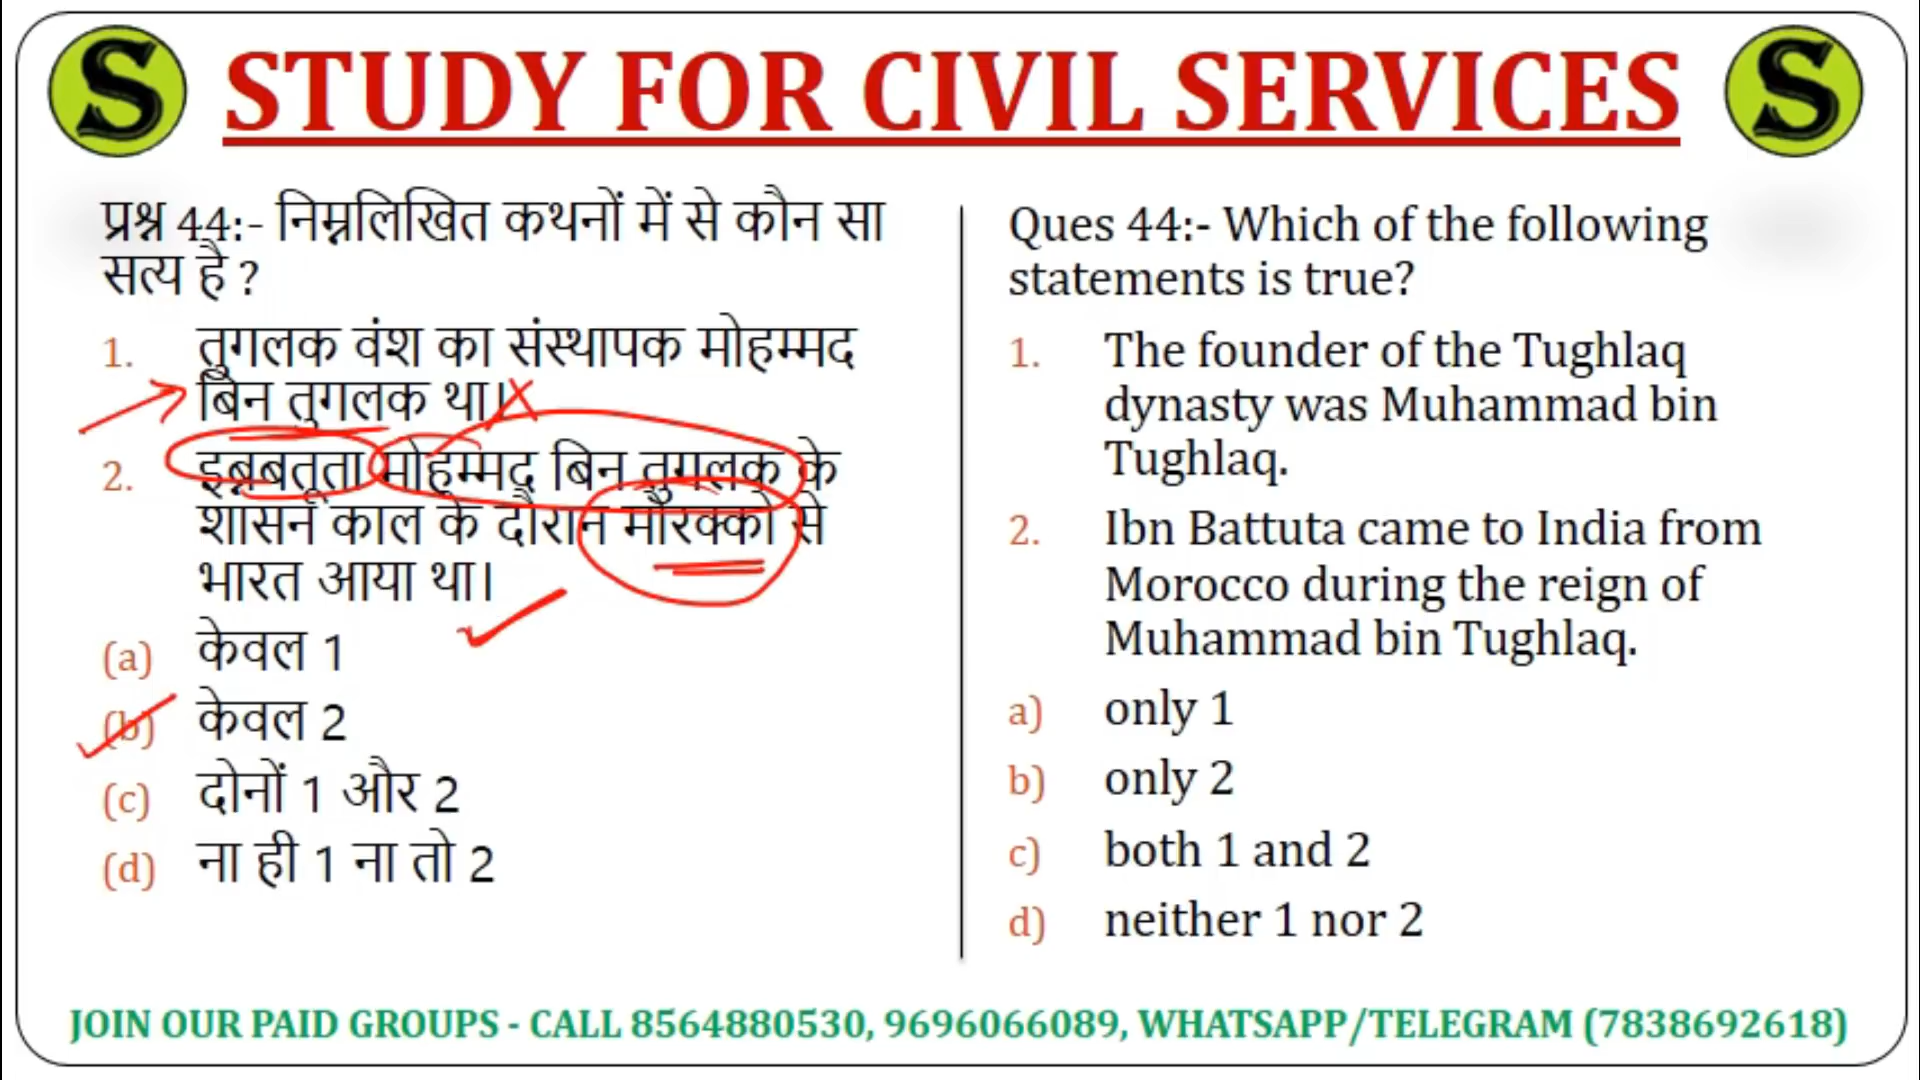 S STUDY FOR CIVIL SERVICES S
प्रश्न 44:- निम्नलिखित कथनों में से कौन सा
सत्य है ?
1. तुगलक वंश का संस्थापक मोहम्मद
बिन तुगलक था।
2. इब्नबतूता मोहम्मद बिन तुगलक के
शासन काल के दौरान मोरक्को से
भारत आया था।
(a) केवल 1
(b) केवल 2
(c) दोनों 1 और 2
(d) ना ही 1 ना तो 2
Ques 44:- Which of the following
statements is true?
1. The founder of the Tughlaq
dynasty was Muhammad bin
Tughlaq.
2. Ibn Battuta came to India from
Morocco during the reign of
Muhammad bin Tughlaq.
a) only 1
b) only 2
c) both 1 and 2
d) neither 1 nor 2
JOIN OUR PAID GROUPS - CALL 8564880530, 9696066089, WHATSAPP/TELEGRAM (7838692618)